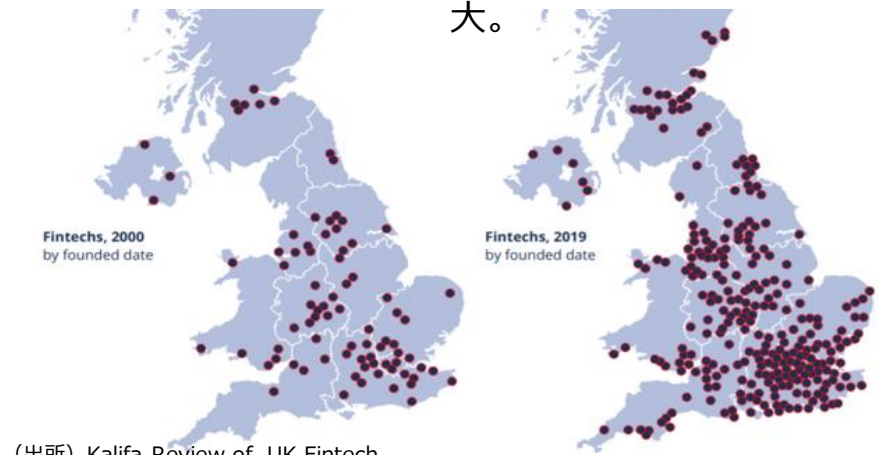 大。
Fintechs, 2000
by founded date
Fintechs, 2019
by founded date
(出所) Kalifa Review of UK Fintech